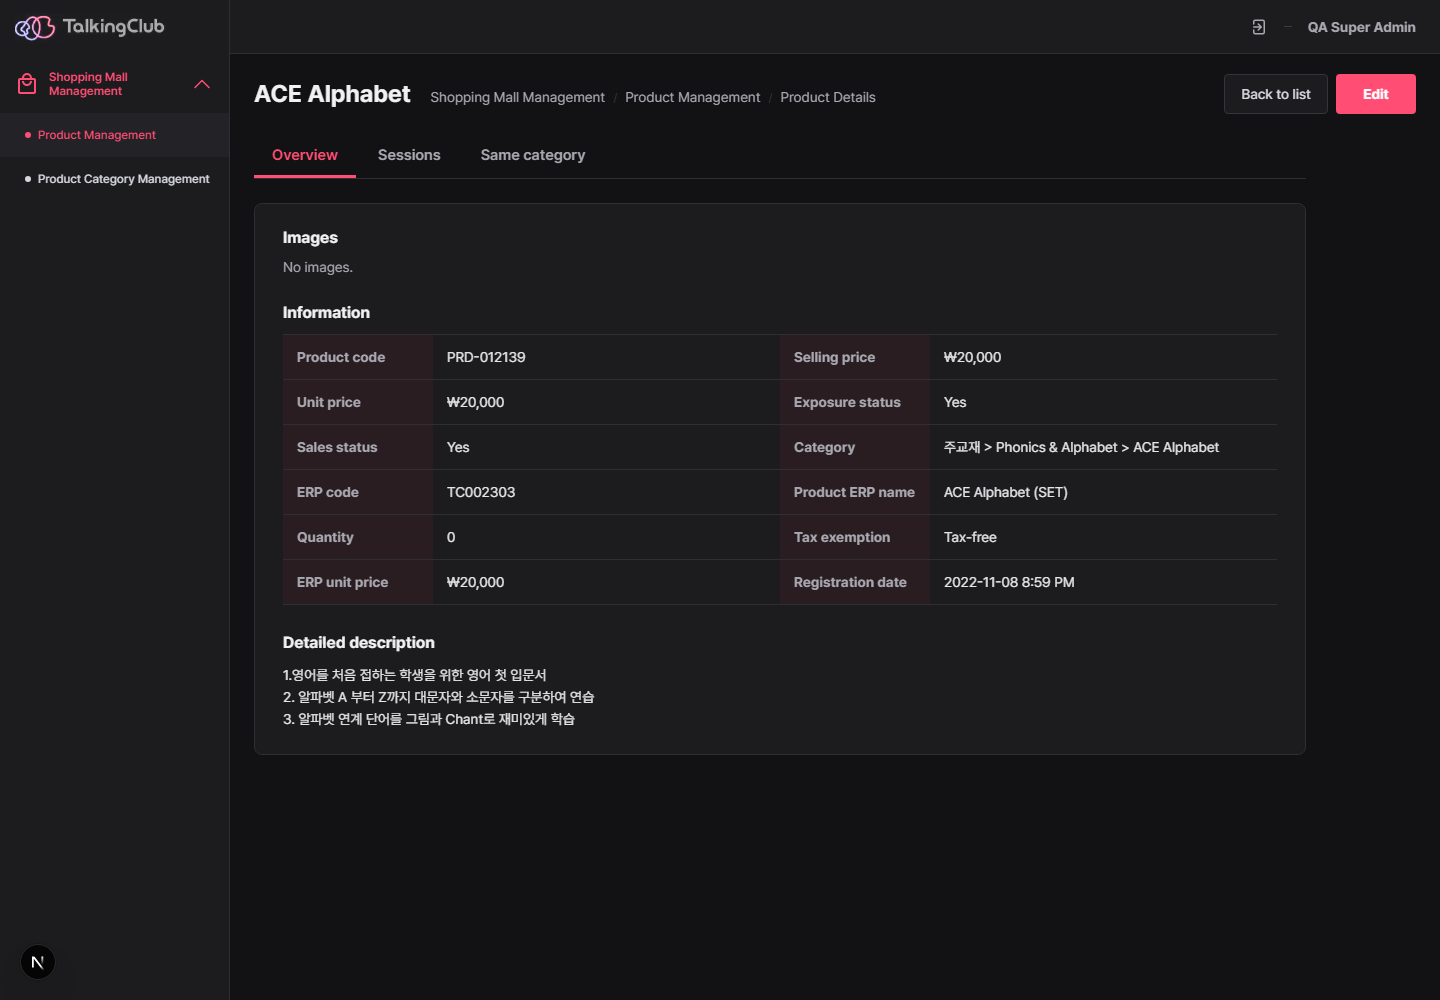 TalkingClub
QA Super Admin
Shopping Mall
Management
Product Management
Product Category Management
ACE Alphabet
Shopping Mall Management / Product Management / Product Details
Back to list
Edit
Overview
Sessions
Same category
Images
No images.
Information
Product code PRD-012139 Selling price ₩20,000
Unit price ₩20,000 Exposure status Yes
Sales status Yes Category 주교재 > Phonics & Alphabet > ACE Alphabet
ERP code TC002303 Product ERP name ACE Alphabet (SET)
Quantity 0 Tax exemption Tax-free
ERP unit price ₩20,000 Registration date 2022-11-08 8:59 PM
Detailed description
1.영어를 처음 접하는 학생을 위한 영어 첫 입문서
2. 알파벳 A 부터 Z까지 대문자와 소문자를 구분하여 연습
3. 알파벳 연계 단어를 그림과 Chant로 재미있게 학습
N